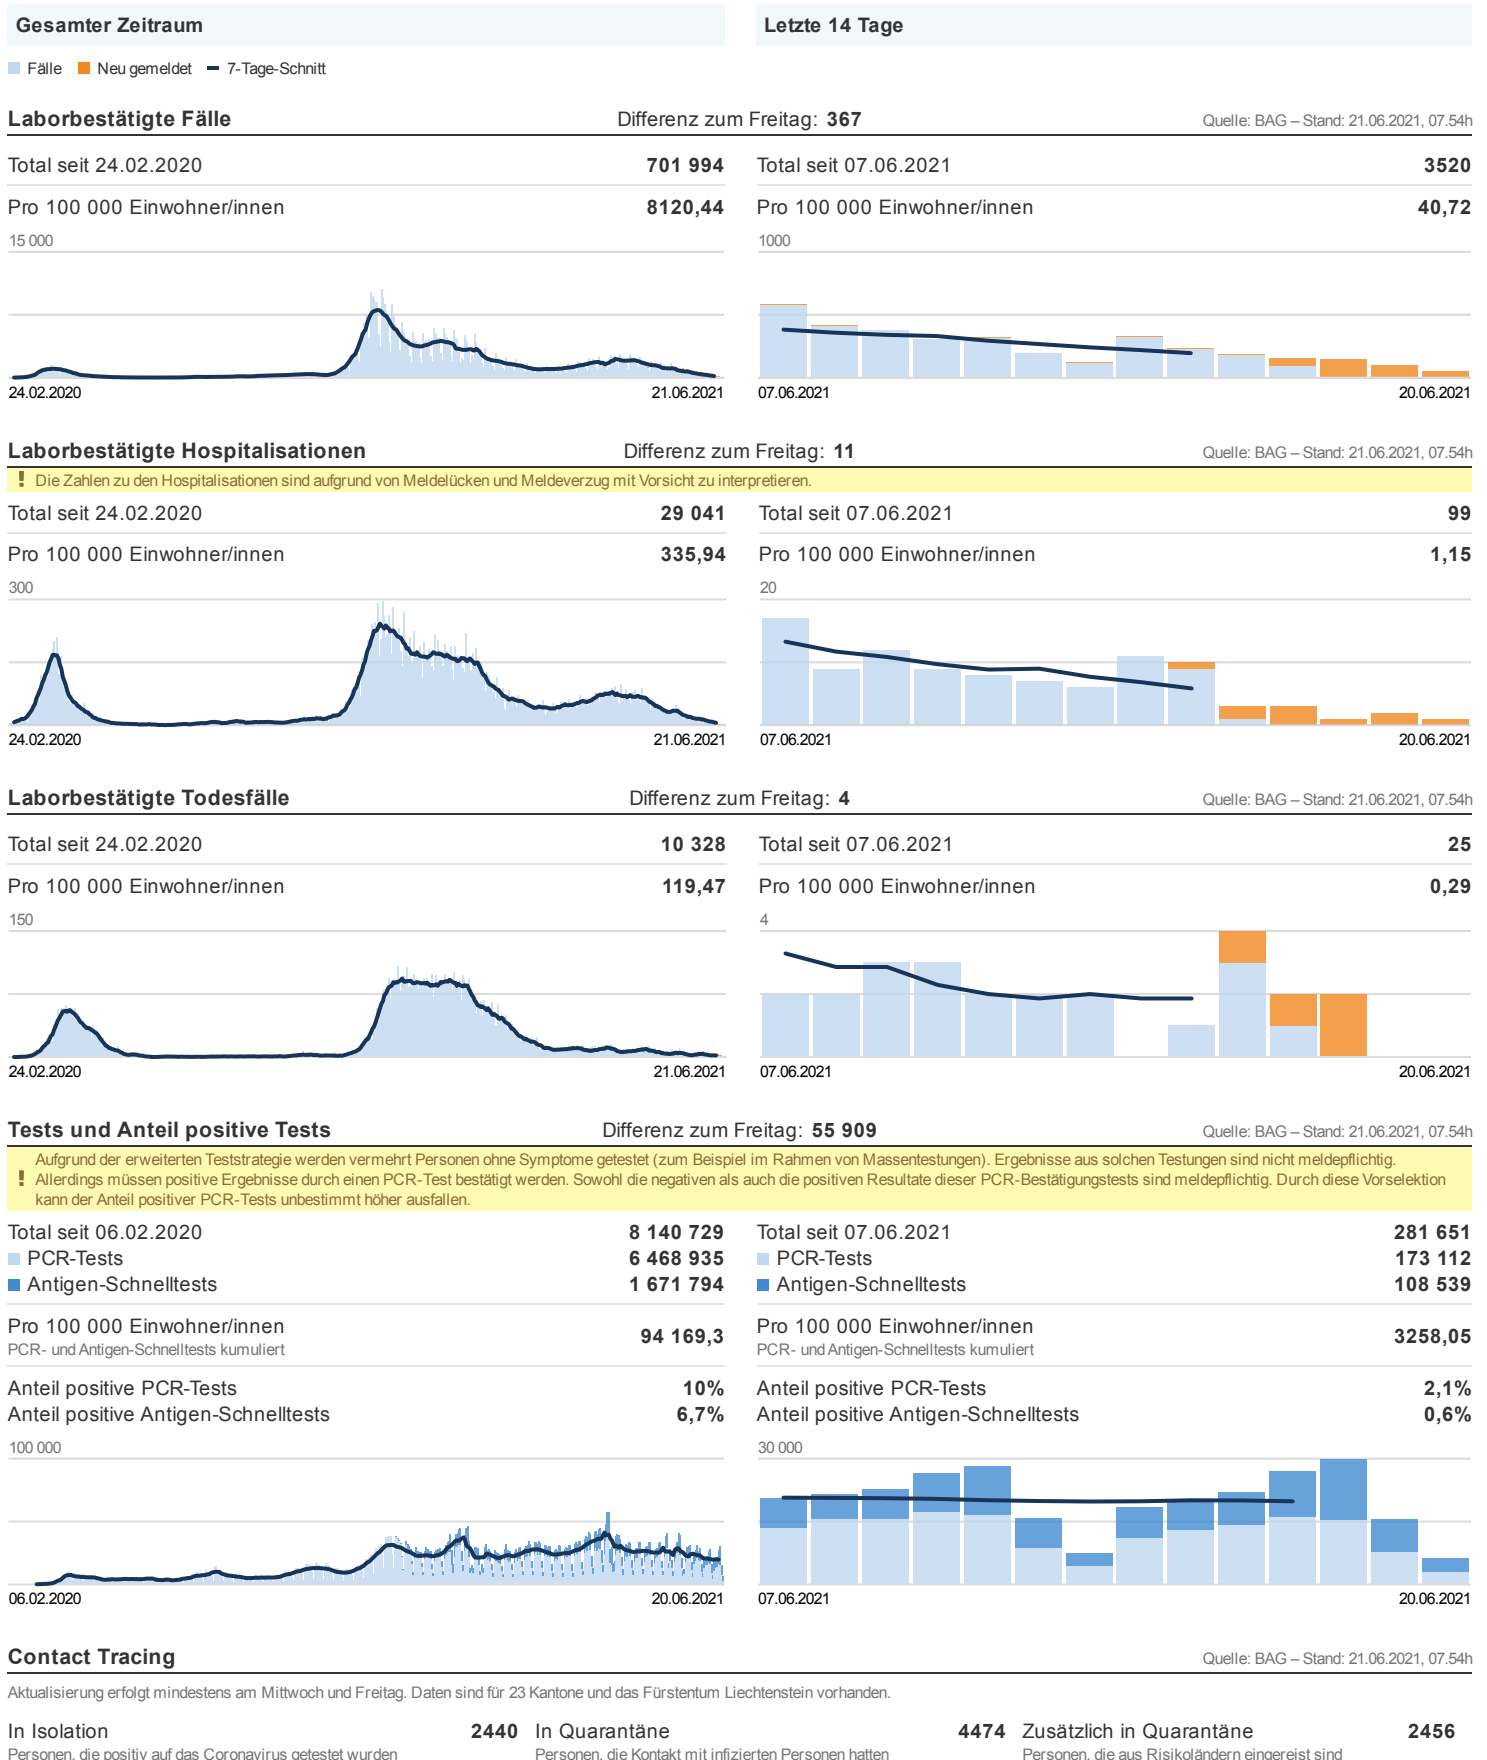 Gesamter Zeitraum
Letzte 14 Tage
Fälle Neu gemeldet 7-Tage-Schnitt
Laborbestätigte Fälle Differenz zum Freitag: 367 Quelle: BAG – Stand: 21.06.2021, 07.54h
Total seit 24.02.2020 701 994
Pro 100 000 Einwohner/innen 8120,44
15 000
24.02.2020 21.06.2021
Total seit 07.06.2021 3520
Pro 100 000 Einwohner/innen 40,72
1000
07.06.2021 20.06.2021
Laborbestätigte Hospitalisationen Differenz zum Freitag: 11 Quelle: BAG – Stand: 21.06.2021, 07.54h
! Die Zahlen zu den Hospitalisationen sind aufgrund von Meldelücken und Meldeverzug mit Vorsicht zu interpretieren.
Total seit 24.02.2020 29 041
Pro 100 000 Einwohner/innen 335,94
300
24.02.2020 21.06.2021
Total seit 07.06.2021 99
Pro 100 000 Einwohner/innen 1,15
20
07.06.2021 20.06.2021
Laborbestätigte Todesfälle Differenz zum Freitag: 4 Quelle: BAG – Stand: 21.06.2021, 07.54h
Total seit 24.02.2020 10 328
Pro 100 000 Einwohner/innen 119,47
150
24.02.2020 21.06.2021
Total seit 07.06.2021 25
Pro 100 000 Einwohner/innen 0,29
4
07.06.2021 20.06.2021
Tests und Anteil positive Tests Differenz zum Freitag: 55 909 Quelle: BAG – Stand: 21.06.2021, 07.54h
Aufgrund der erweiterten Teststrategie werden vermehrt Personen ohne Symptome getestet (zum Beispiel im Rahmen von Massentestungen). Ergebnisse aus solchen Testungen sind nicht meldepflichtig.
! Allerdings müssen positive Ergebnisse durch einen PCR-Test bestätigt werden. Sowohl die negativen als auch die positiven Resultate dieser PCR-Bestätigungstests sind meldepflichtig. Durch diese Vorselektion
kann der Anteil positiver PCR-Tests unbestimmt höher ausfallen.
Total seit 06.02.2020 8 140 729
PCR-Tests 6 468 935
Antigen-Schnelltests 1 671 794
Pro 100 000 Einwohner/innen 94 169,3
PCR- und Antigen-Schnelltests kumuliert
Anteil positive PCR-Tests 10%
Anteil positive Antigen-Schnelltests 6,7%
100 000
06.02.2020 20.06.2021
Total seit 07.06.2021 281 651
PCR-Tests 173 112
Antigen-Schnelltests 108 539
Pro 100 000 Einwohner/innen 3258,05
PCR- und Antigen-Schnelltests kumuliert
Anteil positive PCR-Tests 2,1%
Anteil positive Antigen-Schnelltests 0,6%
30 000
07.06.2021 20.06.2021
Contact Tracing Quelle: BAG – Stand: 21.06.2021, 07.54h
Aktualisierung erfolgt mindestens am Mittwoch und Freitag. Daten sind für 23 Kantone und das Fürstentum Liechtenstein vorhanden.
In Isolation 2440
Personen, die positiv auf das Coronavirus getestet wurden
In Quarantäne 4474
Personen, die Kontakt mit infizierten Personen hatten
Zusätzlich in Quarantäne 2456
Personen, die aus Risikoländern eingereist sind